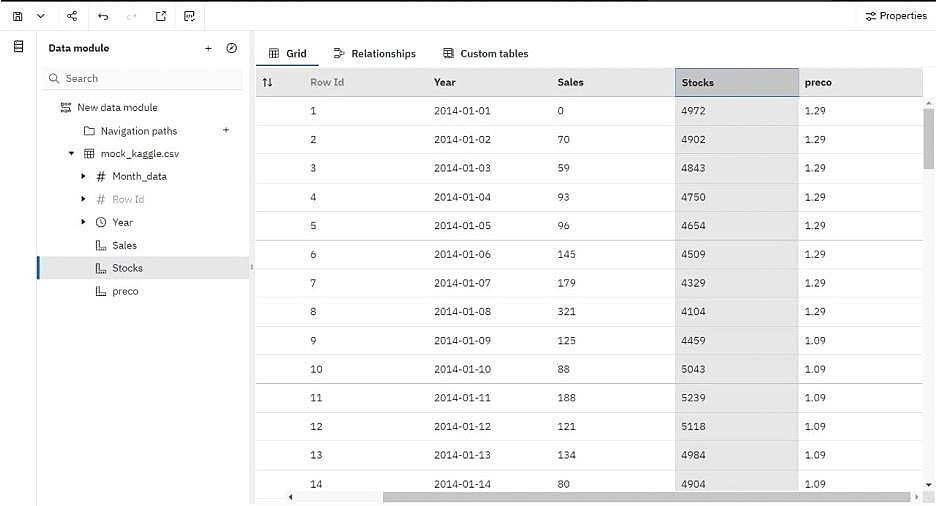 Properties
Data module
Search
New data module
Navigation paths
mock_kaggle.csv
Month_data
Row Id
Year
Sales
Stocks
preco
Grid Relationships Custom tables
Row Id Year Sales Stocks preco
1 2014-01-01 0 4972 1.29
2 2014-01-02 70 4902 1.29
3 2014-01-03 59 4843 1.29
4 2014-01-04 93 4750 1.29
5 2014-01-05 96 4654 1.29
6 2014-01-06 145 4509 1.29
7 2014-01-07 179 4329 1.29
8 2014-01-08 321 4104 1.29
9 2014-01-09 125 4459 1.09
10 2014-01-10 88 5043 1.09
11 2014-01-11 188 5239 1.09
12 2014-01-12 121 5118 1.09
13 2014-01-13 134 4984 1.09
14 2014-01-14 80 4904 1.09